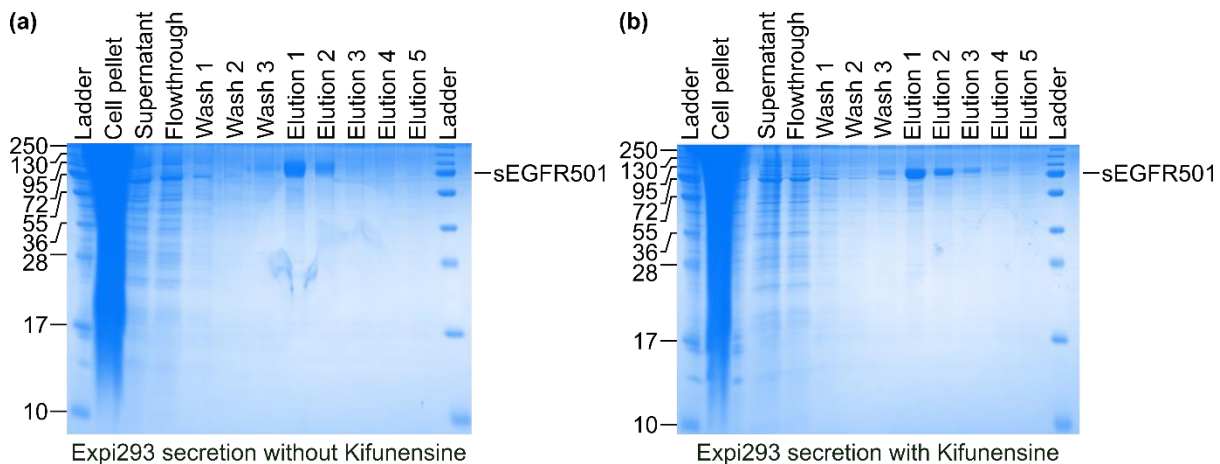 (a)
Ladder
Cell pellet
Supernatant
Flowthrough
Wash 1
Wash 2
Wash 3
Elution 1
Elution 2
Elution 3
Elution 4
Elution 5
Ladder
250
130
95
72
55
36
28
17
10
sEGFR501
Expi293 secretion without Kifunensine
(b)
Ladder
Cell pellet
Supernatant
Flowthrough
Wash 1
Wash 2
Wash 3
Elution 1
Elution 2
Elution 3
Elution 4
Elution 5
Ladder
250
130
95
72
55
36
28
17
10
sEGFR501
Expi293 secretion with Kifunensine